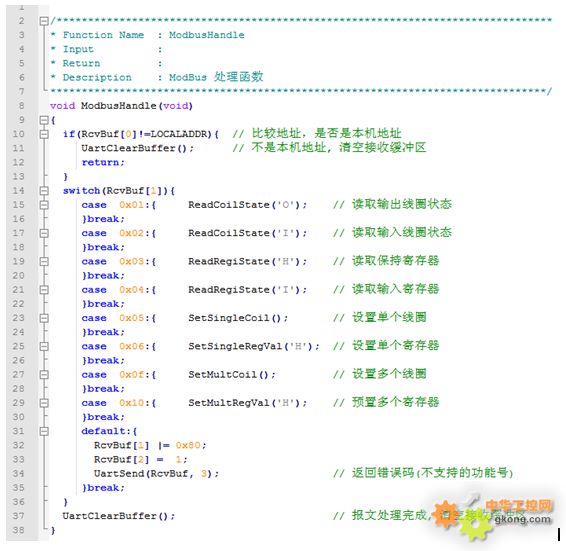 1
2 /*******************************************************************************
3 * Function Name : ModbusHandle
4 * Input :
5 * Return :
6 * Description : ModBus 处理函数
7 *******************************************************************************/
8 void ModbusHandle(void)
9 {
10 if(RcvBuf[0]!=LOCALADDR){ // 比较地址，是否是本机地址
11 UartClearBuffer(); // 不是本机地址，清空接收缓冲区
12 return;
13 }
14 switch(RcvBuf[1]){
15 case 0x01:{ ReadCoilState('O'); // 读取输出线圈状态
16 }break;
17 case 0x02:{ ReadCoilState('I'); // 读取输入线圈状态
18 }break;
19 case 0x03:{ ReadRegiState('H'); // 读取保持寄存器
20 }break;
21 case 0x04:{ ReadRegiState('I'); // 读取输入寄存器
22 }break;
23 case 0x05:{ SetSingleCoil(); // 设置单个线圈
24 }break;
25 case 0x06:{ SetSingleRegVal('H'); // 设置单个寄存器
26 }break;
27 case 0x0f:{ SetMultCoil(); // 设置多个线圈
28 }break;
29 case 0x10:{ SetMultRegVal('H'); // 预置多个寄存器
30 }break;
31 default:{
32 RcvBuf[1] |= 0x80;
33 RcvBuf[2] = 1;
34 UartSend(RcvBuf, 3); // 返回错误码(不支持的功能号)
35 }break;
36 }
37 UartClearBuffer(); // 报文处理完成，清空接收缓冲区
38 }
中华工控网
gkong.com